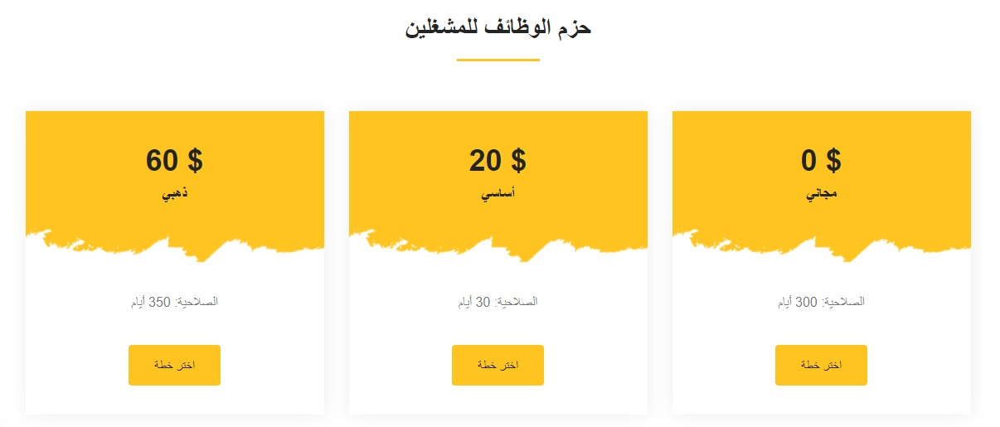 حزم الوظائف للمشغلين
0 $
مجاني
الصلاحية: 300 أيام
اختر خطة
20 $
أساسي
الصلاحية: 30 أيام
اختر خطة
60 $
ذهبي
الصلاحية: 350 أيام
اختر خطة